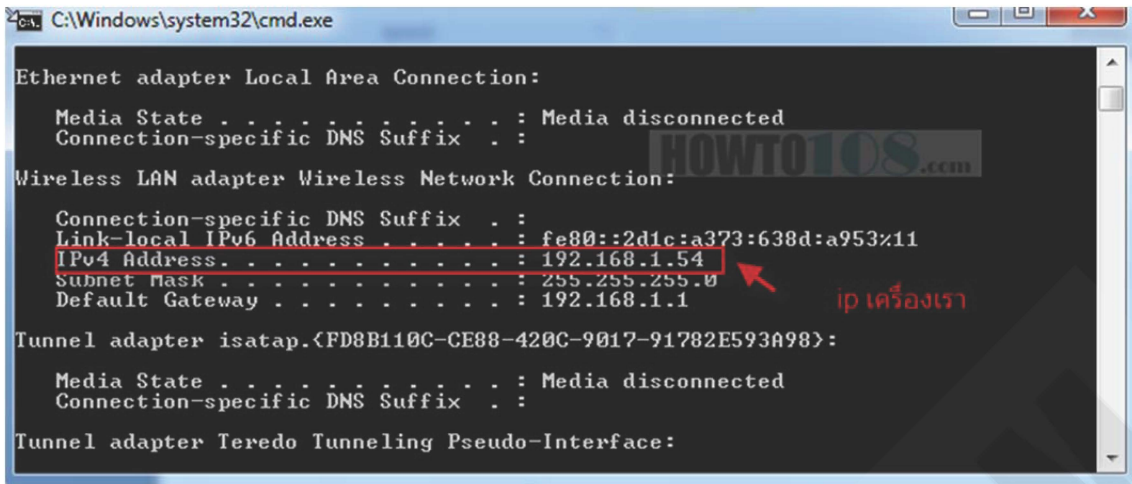 C:\Windows\system32\cmd.exe
Ethernet adapter Local Area Connection:
Media State . . . . . . . . . . . : Media disconnected
Connection-specific DNS Suffix . :
HOWTO108.com
Wireless LAN adapter Wireless Network Connection:
Connection-specific DNS Suffix . :
Link-local IPv6 Address . . . . . : fe80::2d1c:a373:638d:a953%11
IPv4 Address. . . . . . . . . . . : 192.168.1.54
Subnet Mask . . . . . . . . . . . : 255.255.255.0
Default Gateway . . . . . . . . . : 192.168.1.1
ip เครื่องเรา
Tunnel adapter isatap.{FD8B110C-CE88-420C-9017-91782E593A98}:
Media State . . . . . . . . . . . : Media disconnected
Connection-specific DNS Suffix . :
Tunnel adapter Teredo Tunneling Pseudo-Interface: